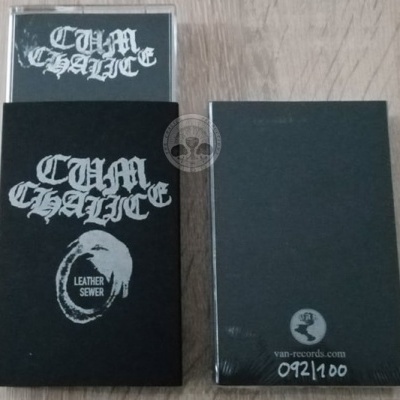 CUM
CHALICE
CUM
CHALICE
LEATHER
SEWER
van-records.com
092/100